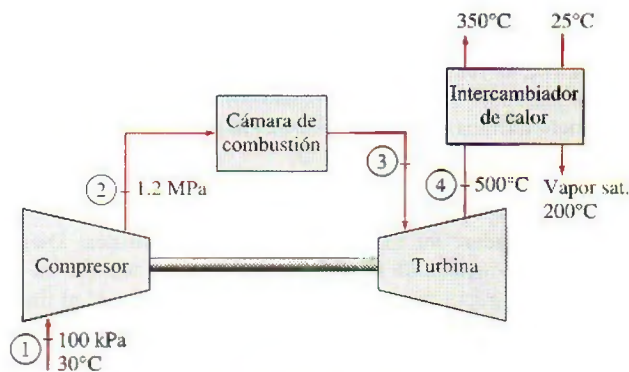 350°C
25°C
Intercambiador
de calor
Cámara de
combustión
3
2
1.2 MPa
4
500°C
Vapor sat.
200°C
Compresor
Turbina
1
100 kPa
30°C